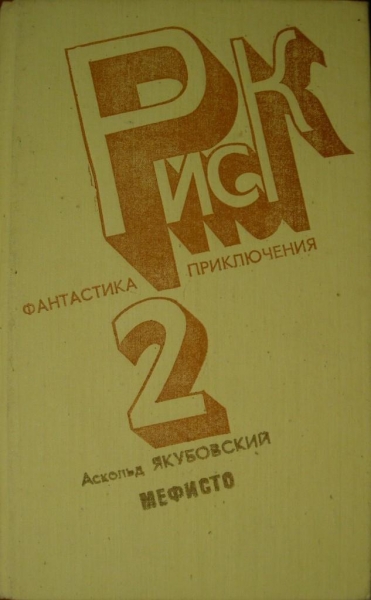 РисК
ФАНТАСТИКА ПРИКЛЮЧЕНИЯ
2
Аскольд ЯКУБОВСКИЙ
МЕФИСТО